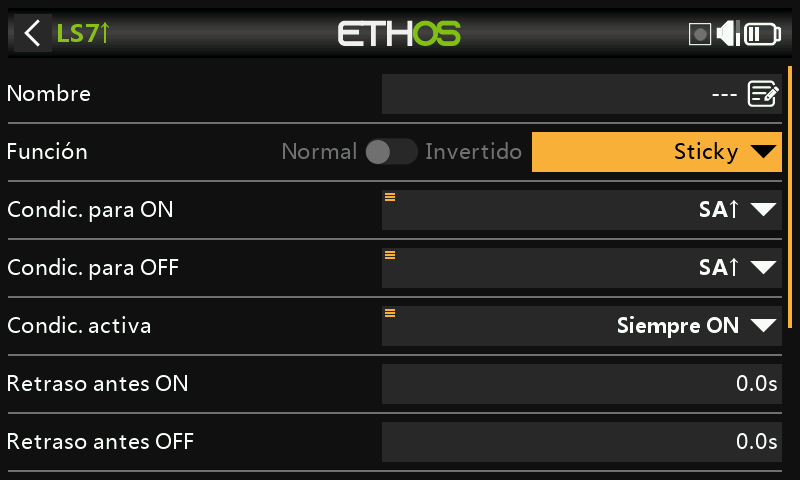 LS7↑ ETHOS
Nombre ---
Función Normal Invertido Sticky
Condic. para ON SA↑
Condic. para OFF SA↑
Condic. activa Siempre ON
Retraso antes ON 0.0s
Retraso antes OFF 0.0s